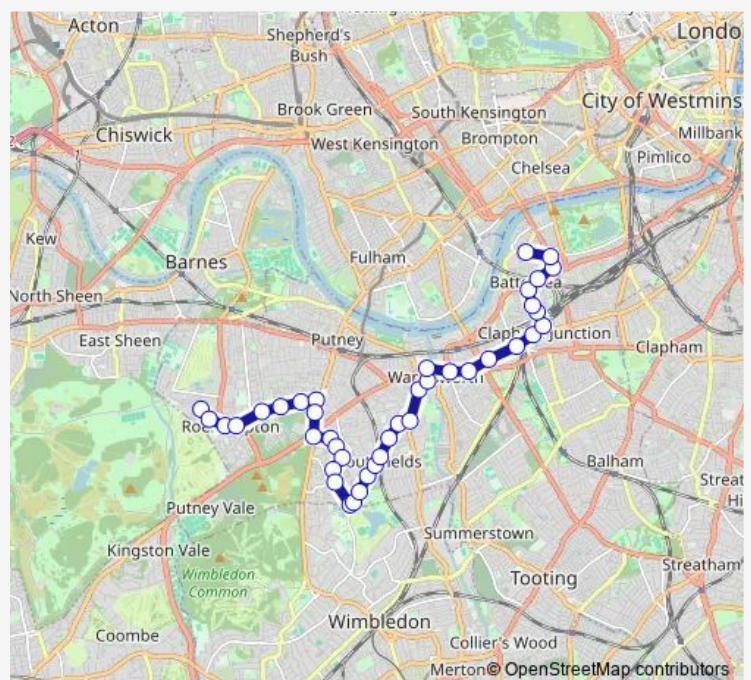 Acton
Shepherd's
Bush
Londo
Brook Green
South Kensington
City of Westmins
Chiswick
West Kensington
Brompton
Millbank
Chelsea
Pimlico
Kew
Barnes
Fulham
North Sheen
East Sheen
Putney
Clapham
Balham
Streat
Putney Vale
Kingston Vale
Summerstown
Wimbledon
Common
Tooting
Streatham
Coombe
Wimbledon
Collier's Wood
Merton
© OpenStreetMap contributors